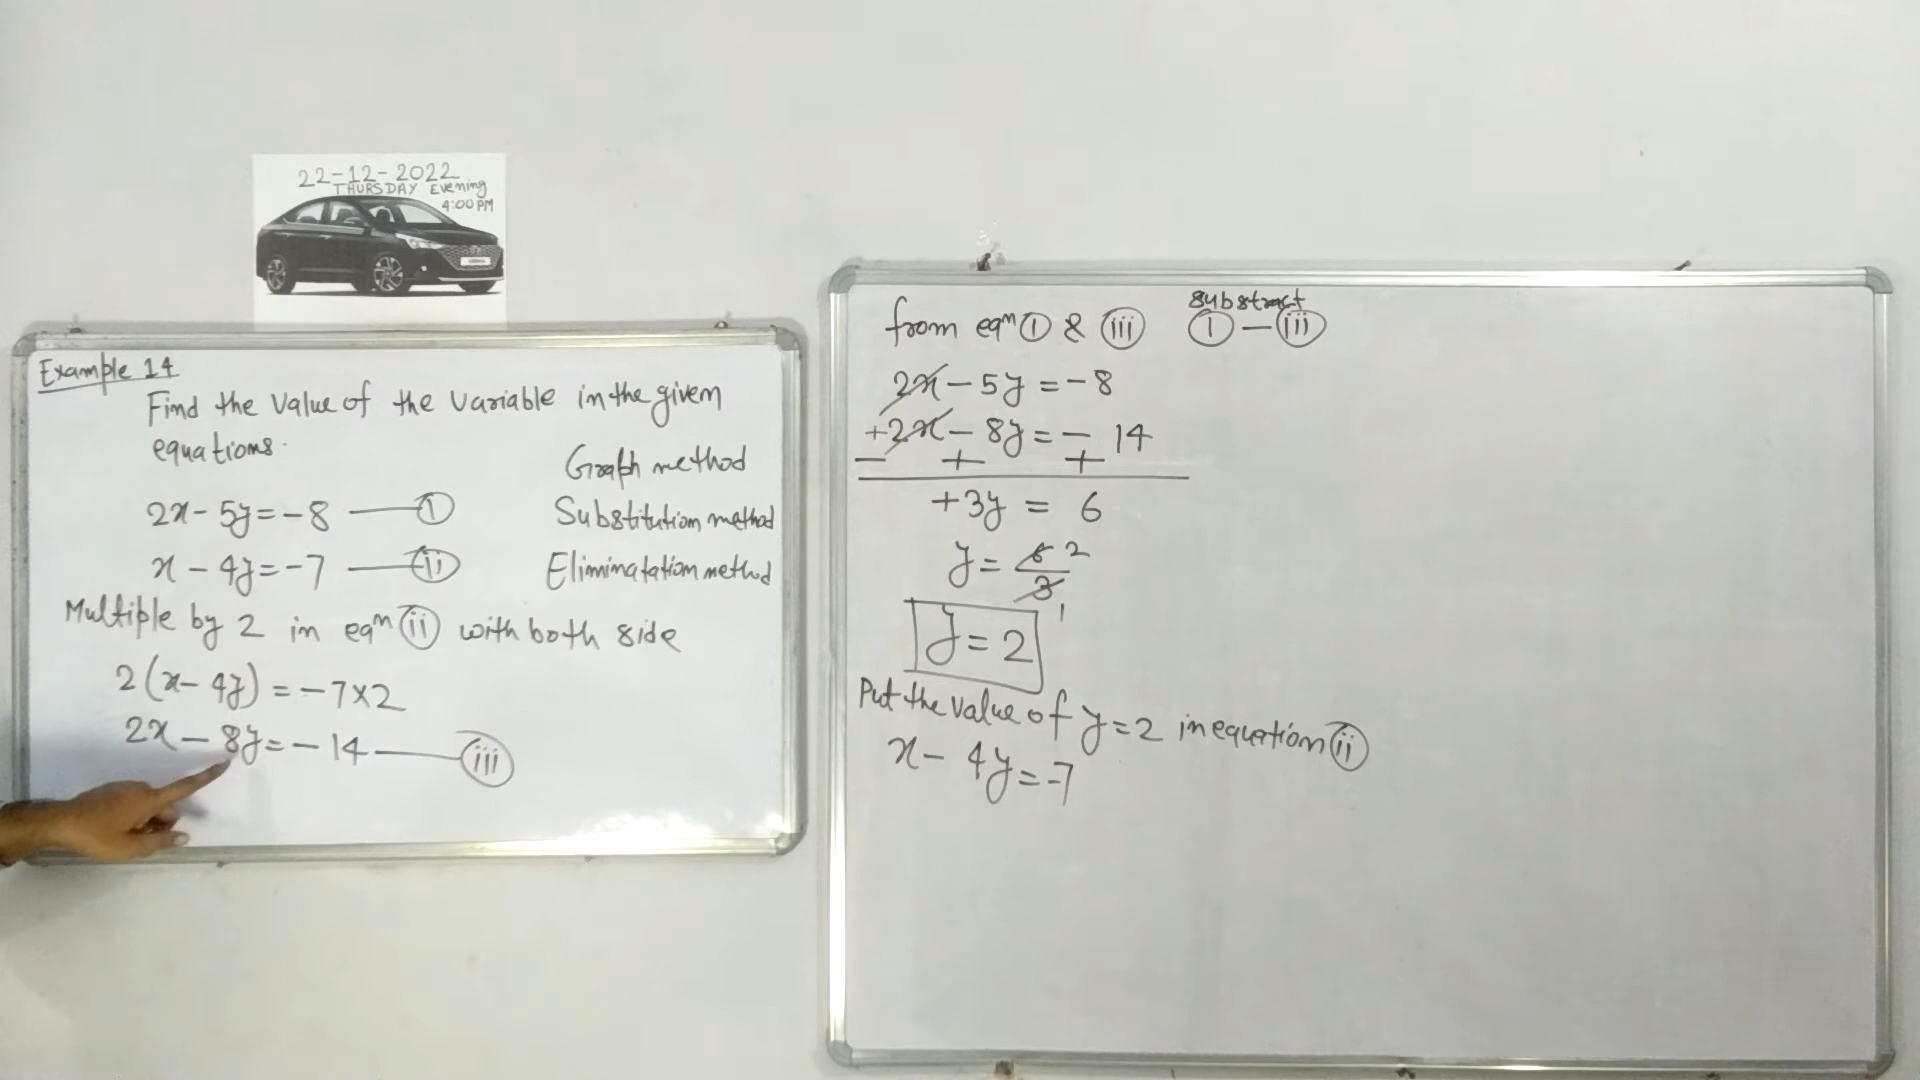 22-12-2022
THURSDAY Evening
4:00 PM
Example 14
Find the value of the variable in the given
equations.
Graph method
2x - 5y = -8 — ①
Substitution method
x - 4y = -7 — ⓘⓘ
Eliminatation method
Multiple by 2 in eqn (ii) with both side
2(x - 4y) = -7×2
2x - 8y = -14 — (iii)
from eqn ① & (iii)
substract
① — (iii)
2x - 5y = -8
+2x - 8y = - 14
- + +
+3y = 6
y = 6/3 2
1
y = 2
Put the value of y = 2 in equation (ii)
x - 4y = -7